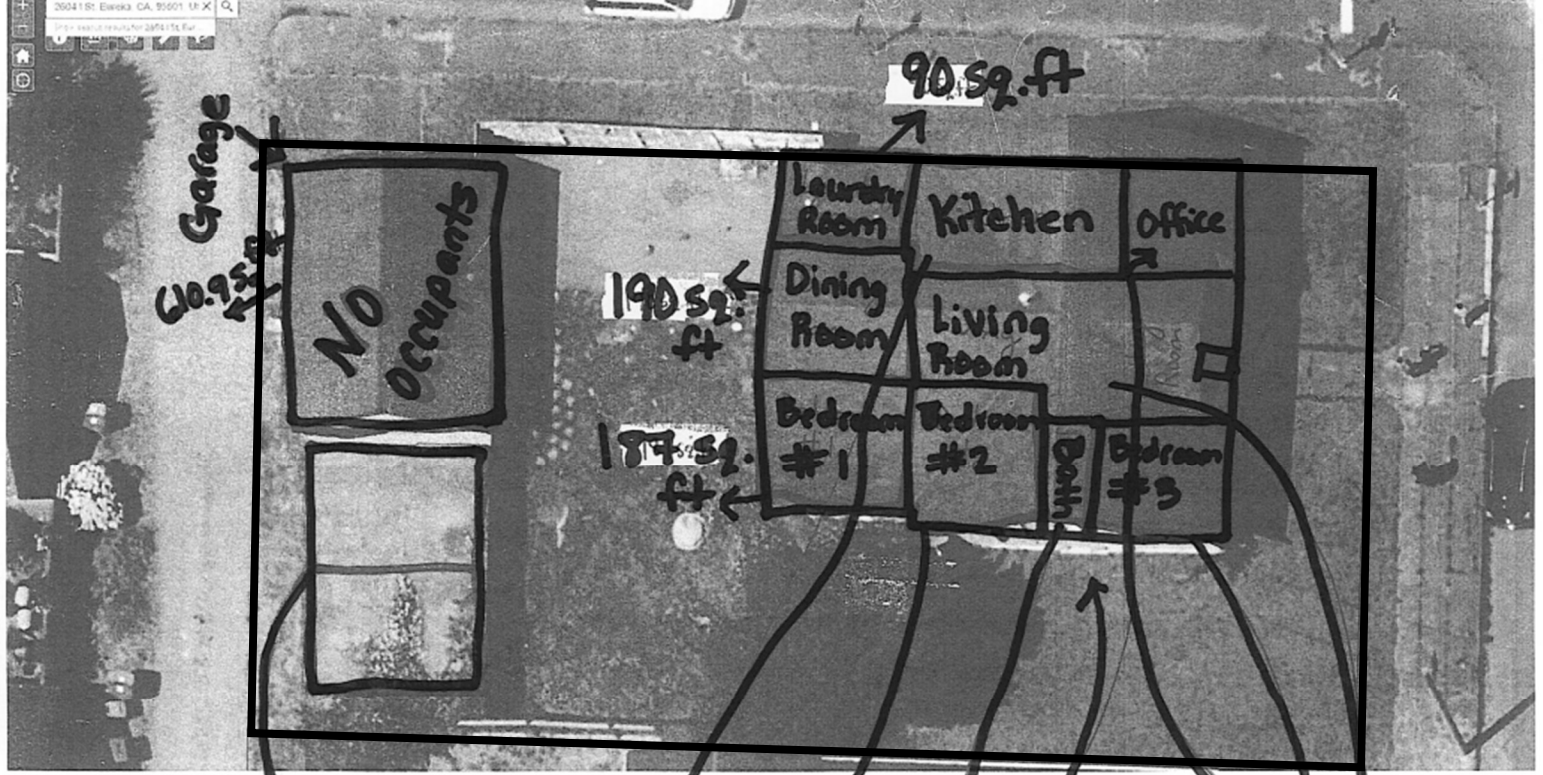 90 sq. ft
Garage
610.9 sq. ft
No
Occupants
Laundry
Room
Kitchen
Office
190 sq.
ft
Dining
Room
Living
Room
187 sq.
ft
Bedroom
#1
Bedroom
#2
Bath
Bedroom
#3